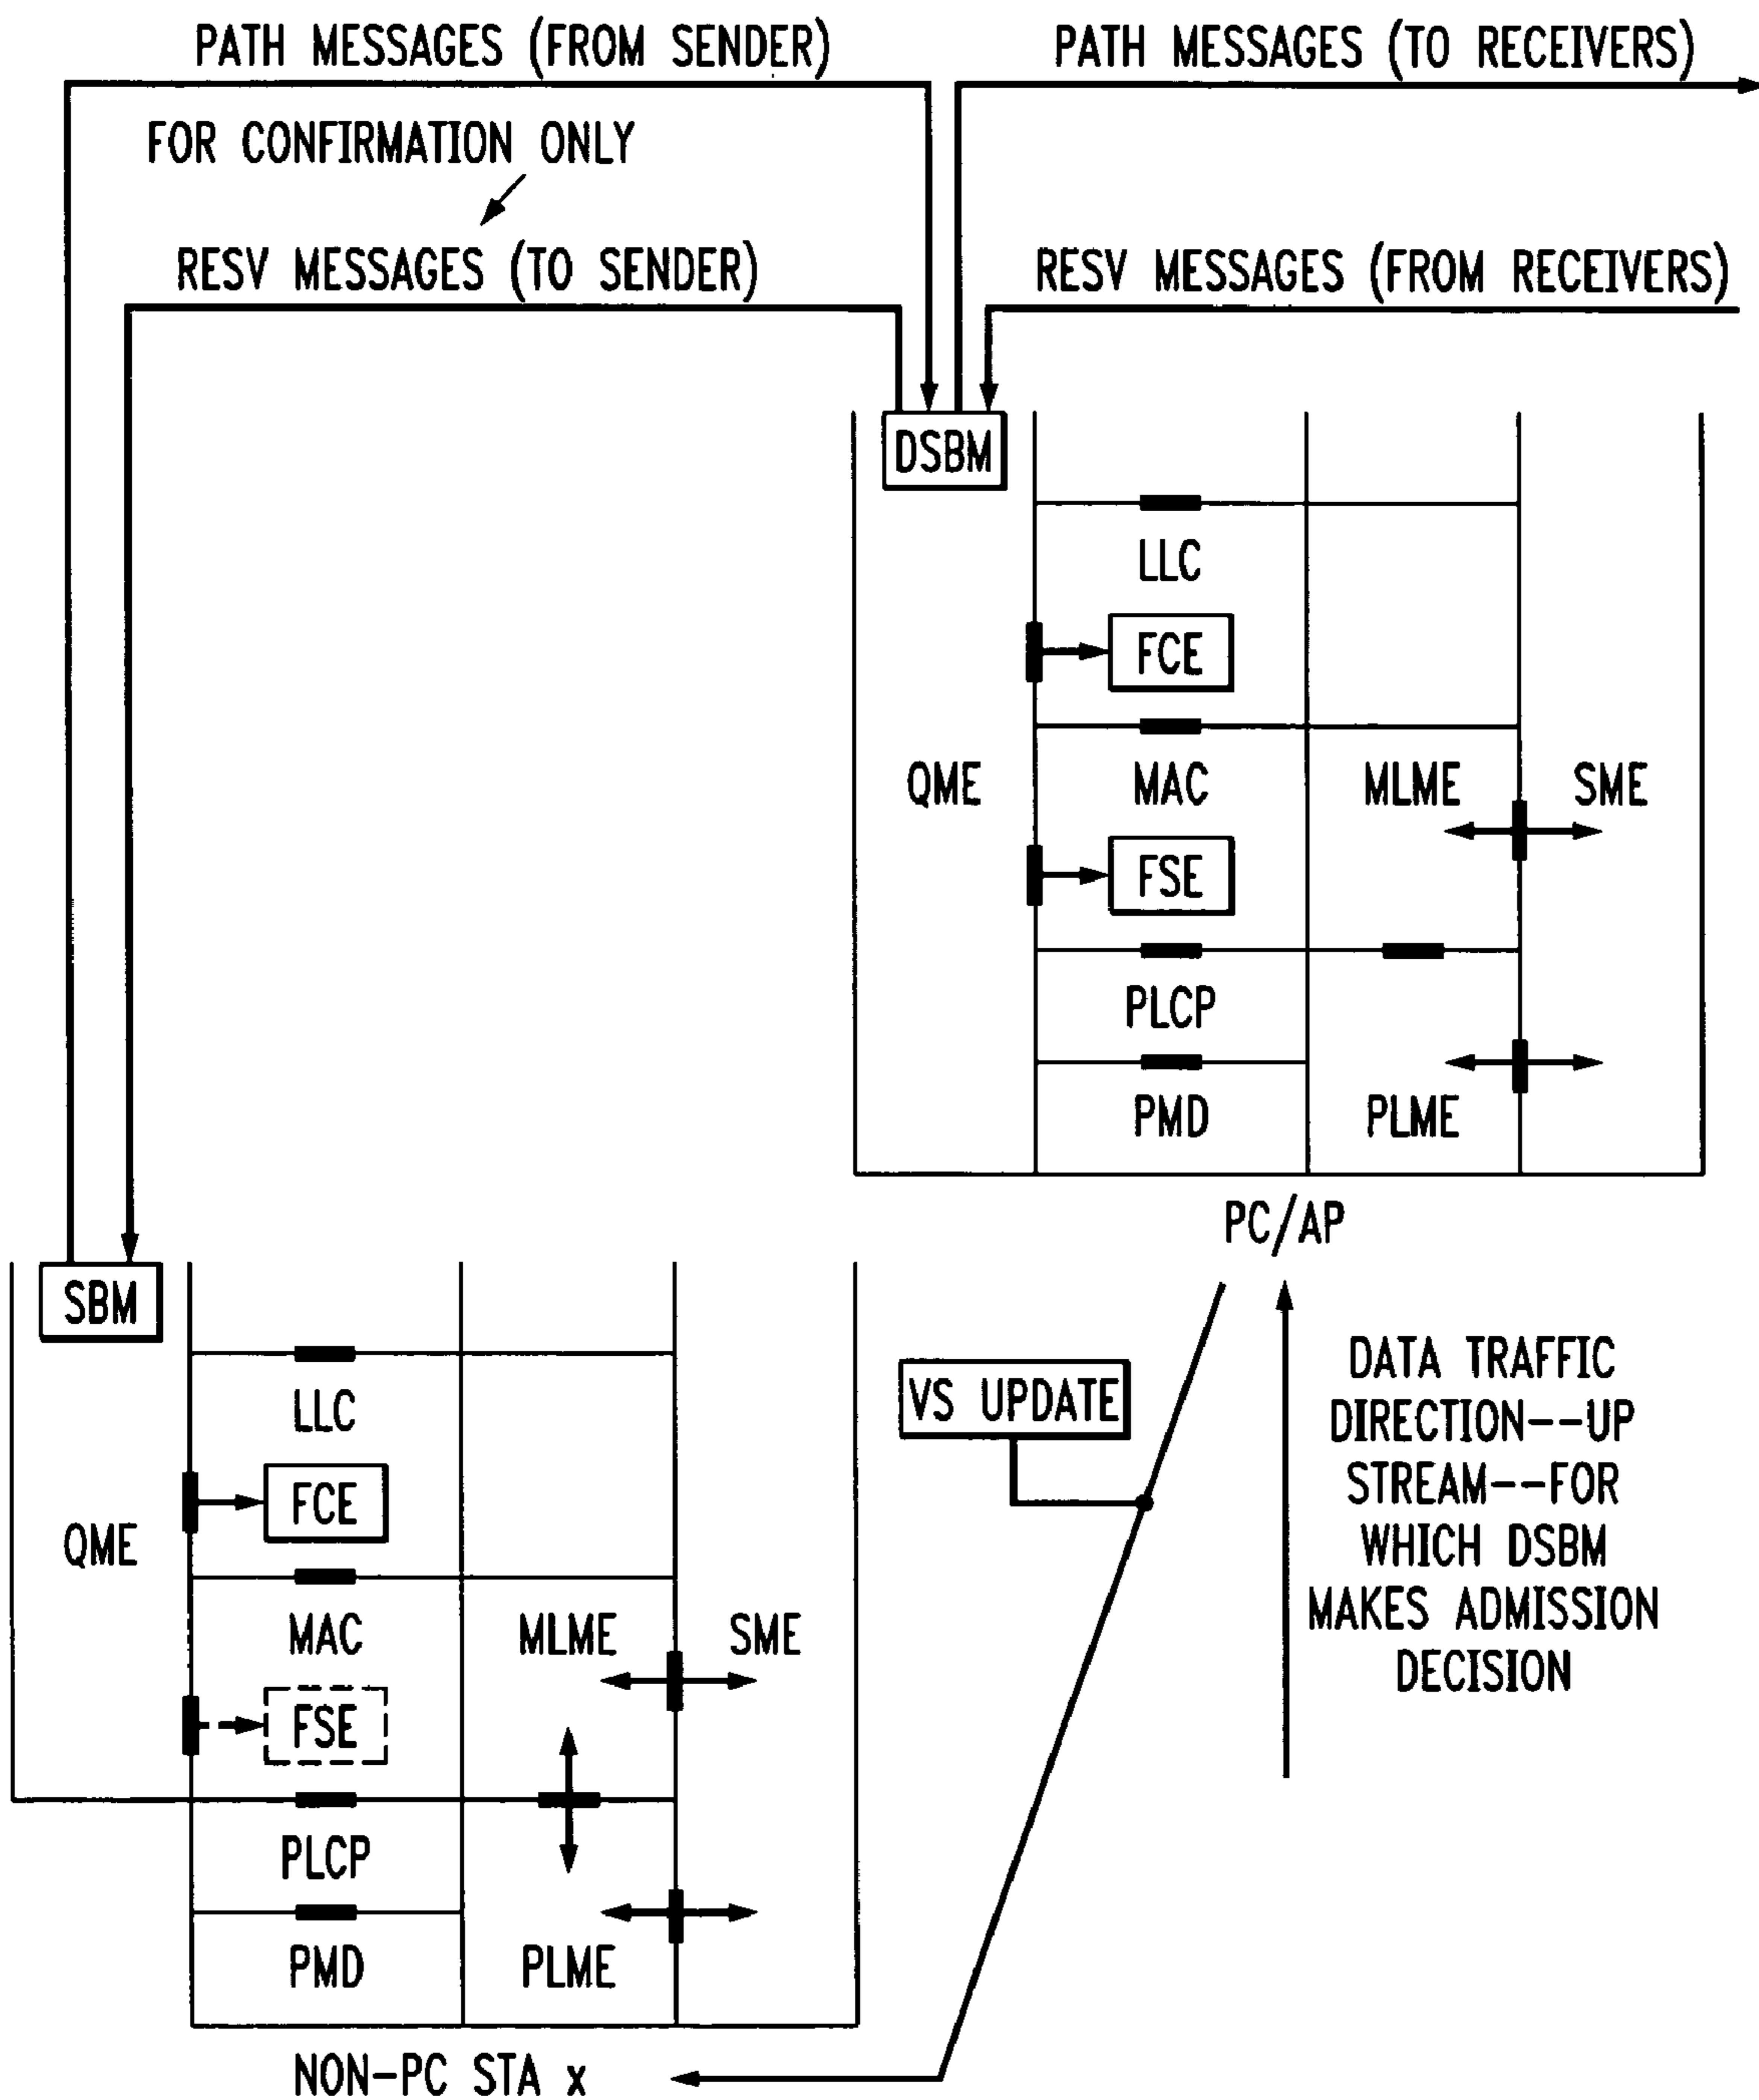 PATH MESSAGES (FROM SENDER)
PATH MESSAGES (TO RECEIVERS)
FOR CONFIRMATION ONLY
RESV MESSAGES (TO SENDER)
RESV MESSAGES (FROM RECEIVERS)
DSBM
LLC
FCE
QME
MAC
MLME
SME
FSE
PLCP
PMD
PLME
PC/AP
SBM
LLC
FCE
QME
MAC
MLME
SME
FSE
PLCP
PMD
PLME
NON-PC STA x
VS UPDATE
DATA TRAFFIC
DIRECTION--UP
STREAM--FOR
WHICH DSBM
MAKES ADMISSION
DECISION